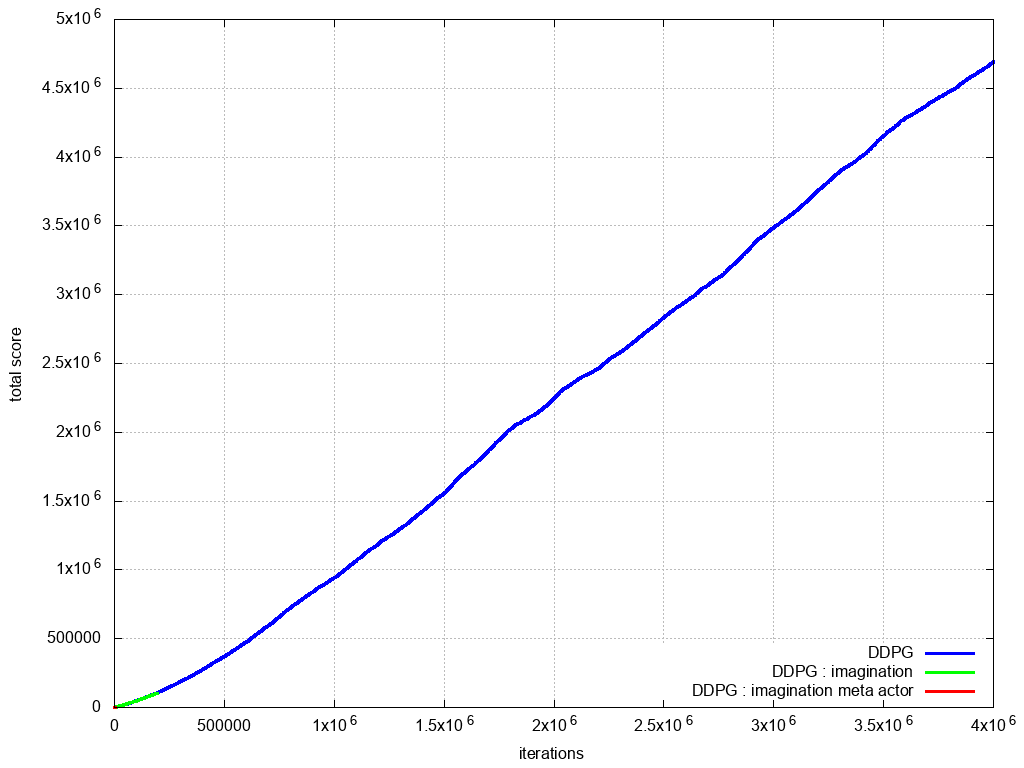 5x10^6
4.5x10^6
4x10^6
3.5x10^6
3x10^6
2.5x10^6
2x10^6
1.5x10^6
1x10^6
500000
0
total score
DDPG
DDPG : imagination
DDPG : imagination meta actor
0 500000 1x10^6 1.5x10^6 2x10^6 2.5x10^6 3x10^6 3.5x10^6 4x10^6
iterations